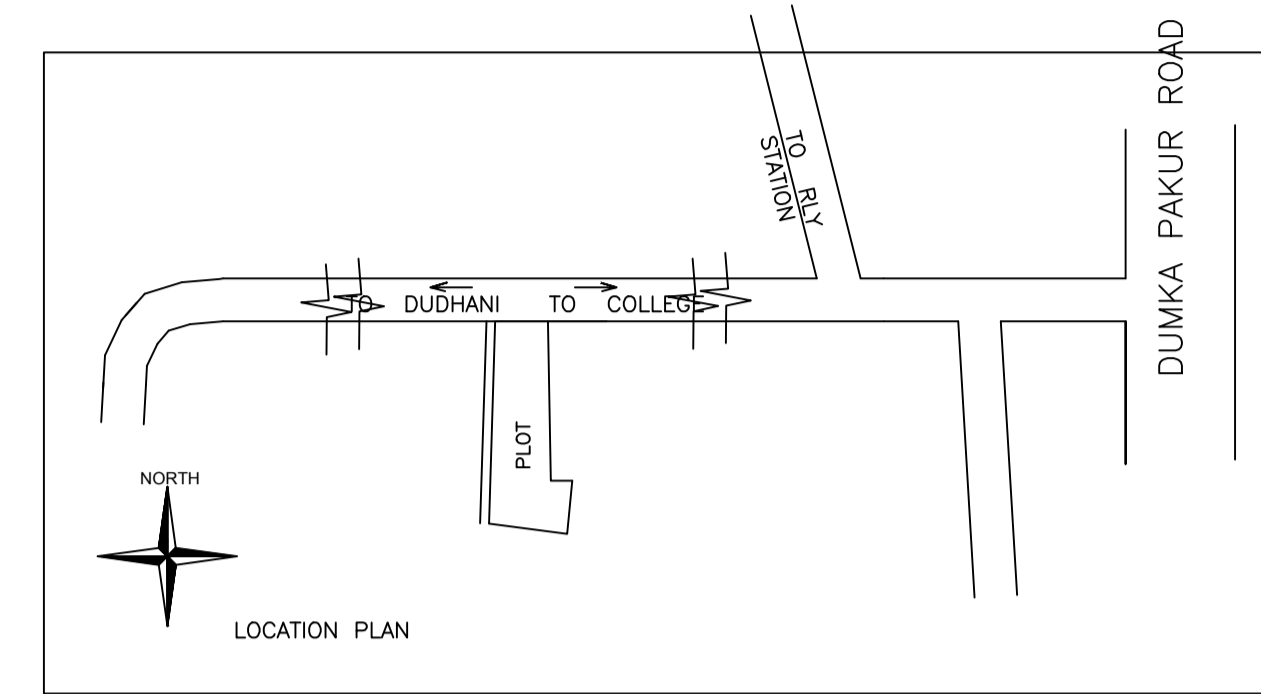 DUMKA PAKUR ROAD
TO RLY
STATION
TO DUDHANI
TO COLLEGE
PLOT
NORTH
LOCATION PLAN